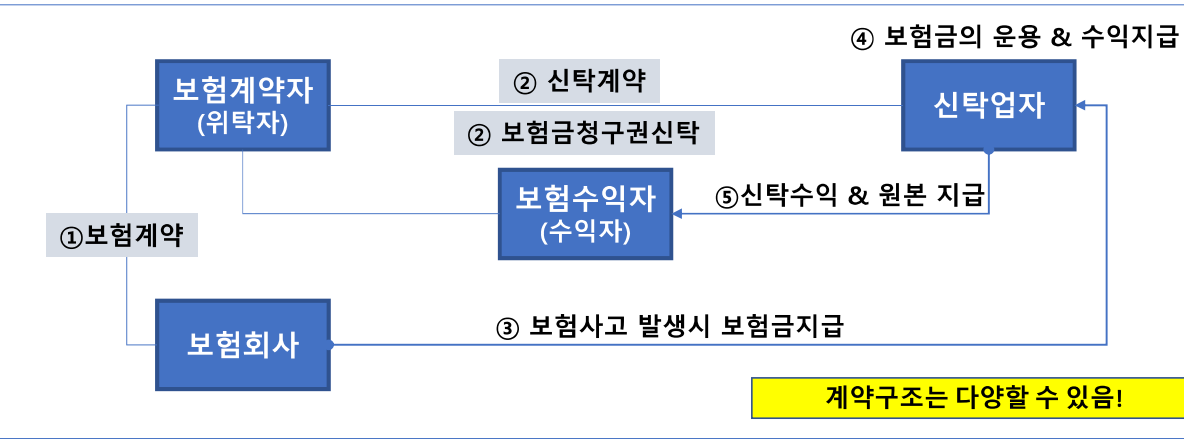 ④ 보험금의 운용 & 수익지급
보험계약자
(위탁자)
② 신탁계약
신탁업자
② 보험금청구권신탁
보험수익자
(수익자)
⑤신탁수익 & 원본 지급
①보험계약
보험회사
③ 보험사고 발생시 보험금지급
계약구조는 다양할 수 있음!